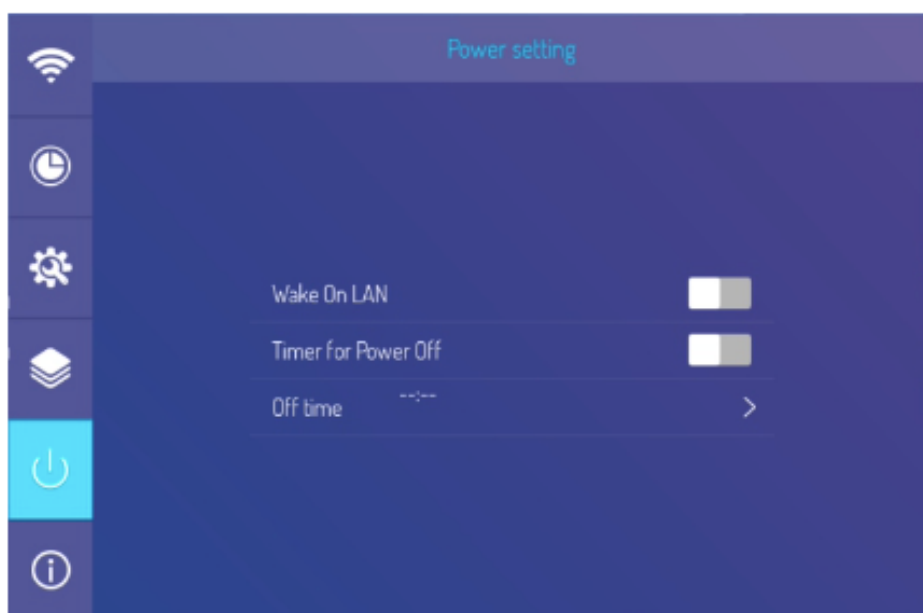 Power setting
Wake On LAN
Timer for Power Off
Off time --:--